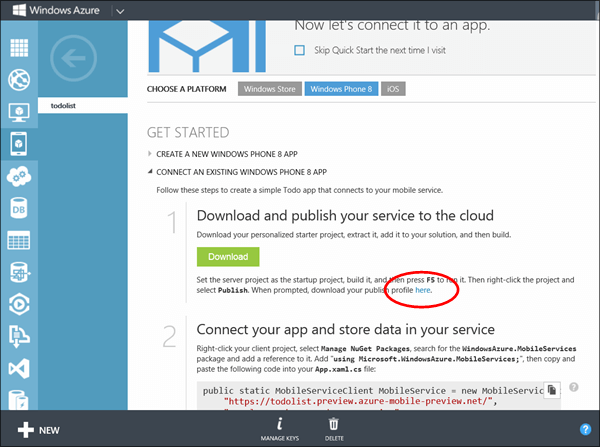 Windows Azure
Now let's connect it to an app.
Skip Quick Start the next time I visit
CHOOSE A PLATFORM Windows Store Windows Phone 8 iOS
todolist
GET STARTED
CREATE A NEW WINDOWS PHONE 8 APP
CONNECT AN EXISTING WINDOWS PHONE 8 APP
Follow these steps to create a simple Todo app that connects to your mobile service.
1 Download and publish your service to the cloud
Download your personalized starter project, extract it, add it to your solution, and then build.
Download
Set the server project as the startup project, build it, and then press F5 to run it. Then right-click the project and
select Publish. When prompted, download your publish profile here.
2 Connect your app and store data in your service
Right-click your client project, select Manage NuGet Packages, search for the WindowsAzure.MobileServices
package and add a reference to it. Add "using Microsoft.WindowsAzure.MobileServices;", then copy and
paste the following code into your App.xaml.cs file:
public static MobileServiceClient MobileService = new MobileServic
"https://todolist.preview.azure-mobile-preview.net/",
DB
NEW
MANAGE KEYS
DELETE
?